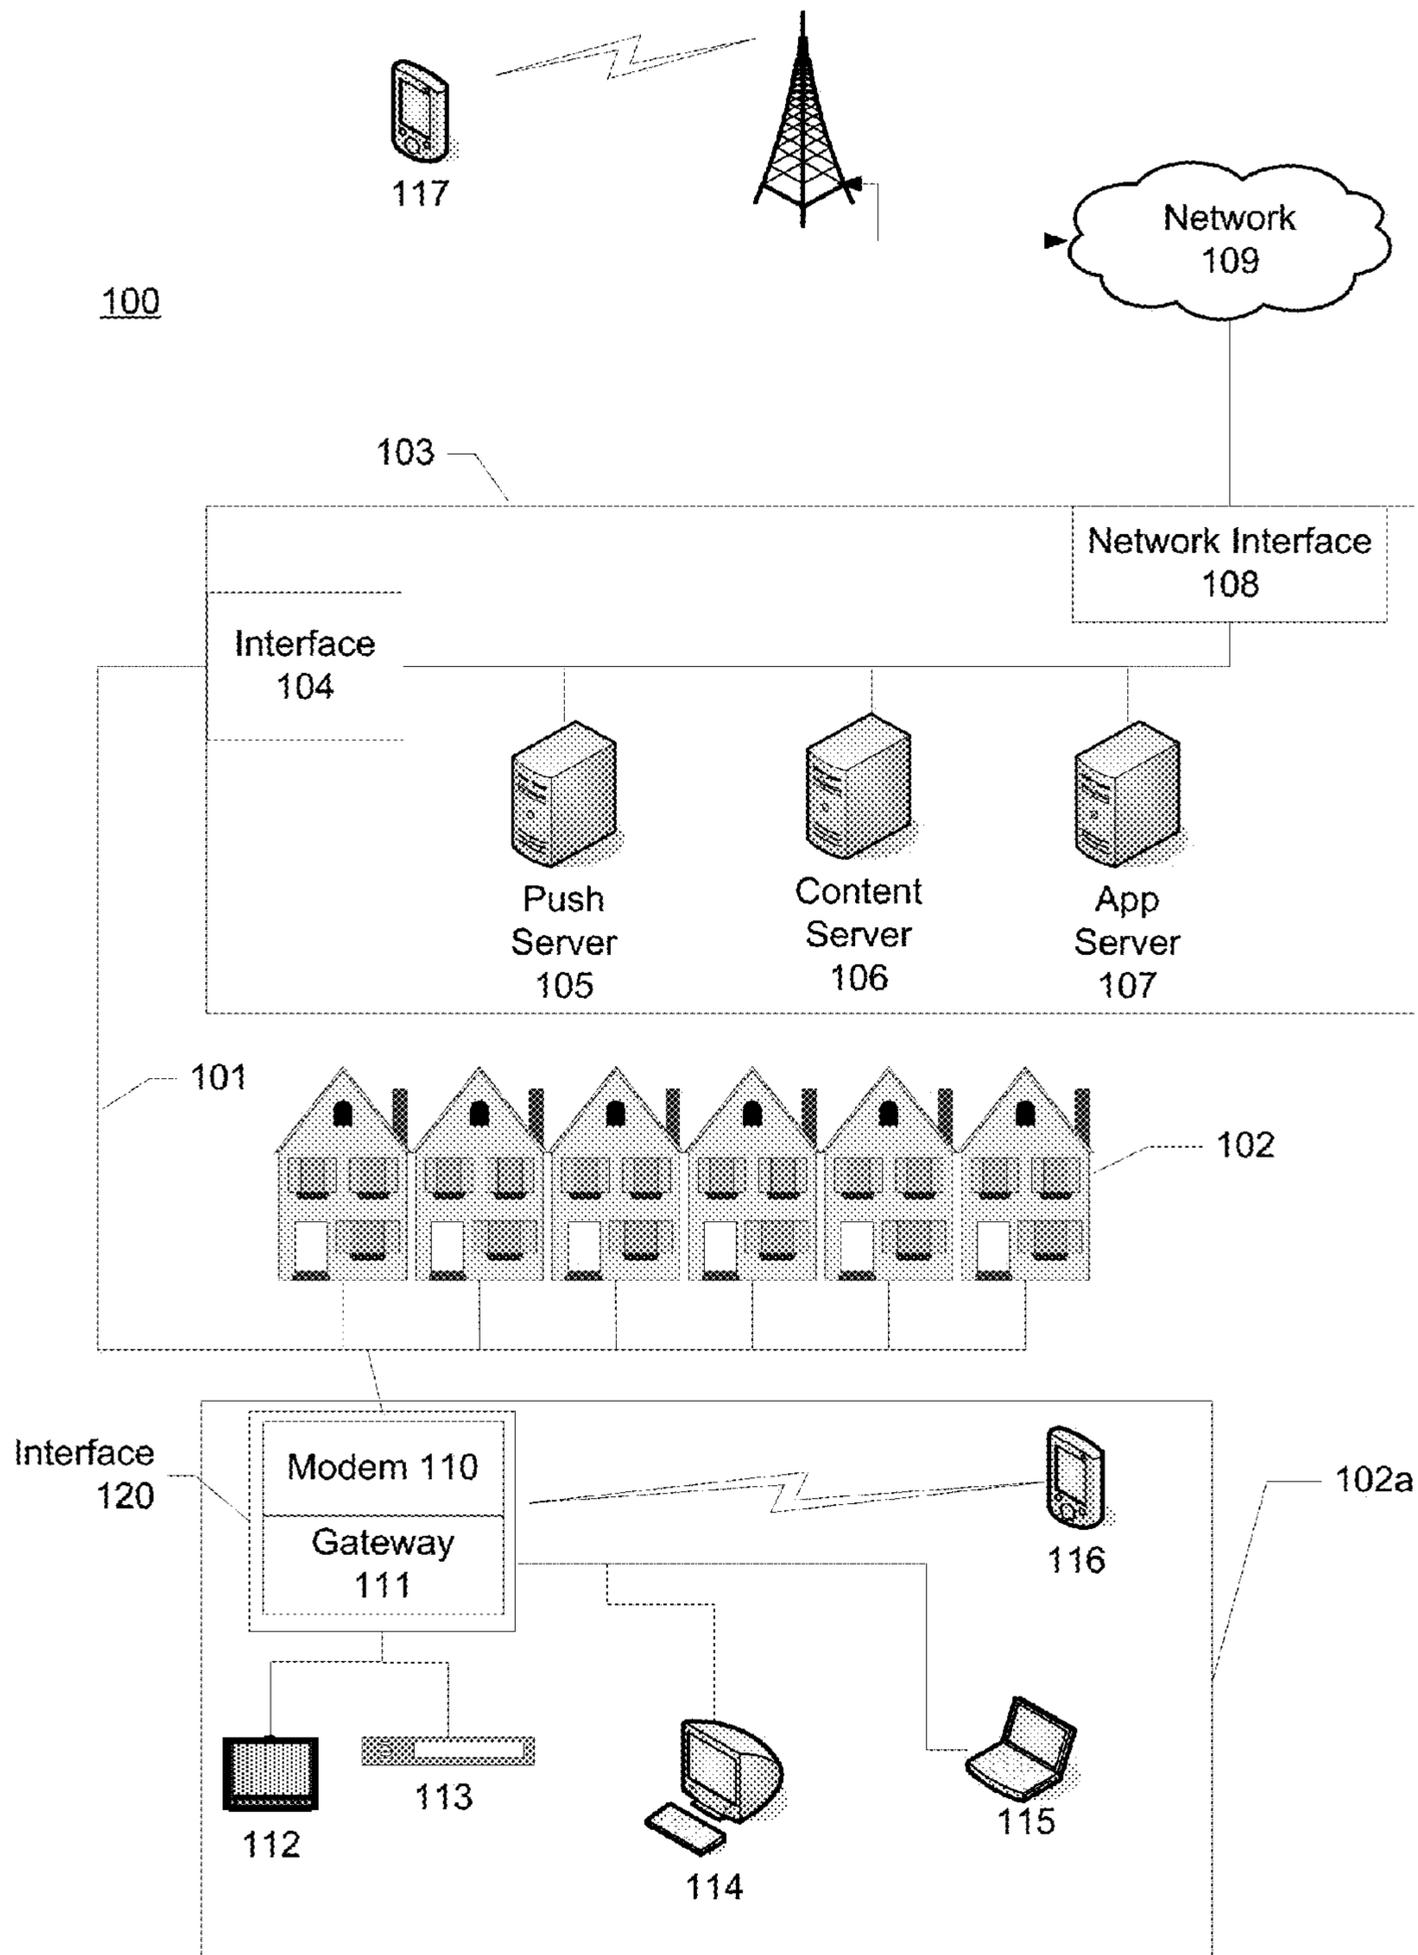 117
Network
109
100
103
Network Interface
108
Interface
104
Push
Server
105
Content
Server
106
App
Server
107
101
102
Interface
120
Modem 110
Gateway
111
116
102a
112
113
114
115